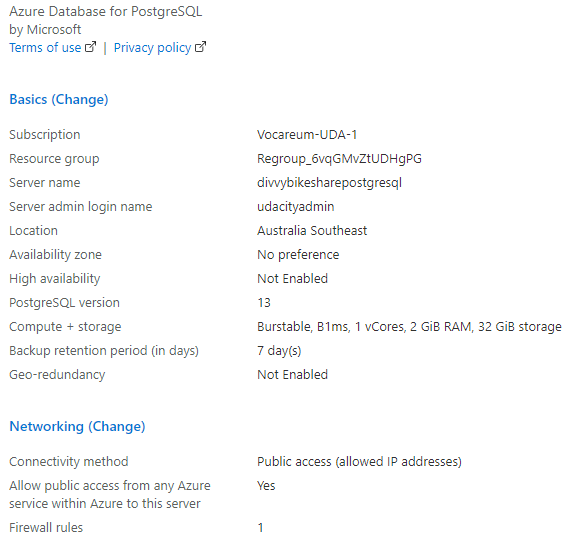 Azure Database for PostgreSQL
by Microsoft
Terms of use | Privacy policy
Basics (Change)
Subscription Vocareum-UDA-1
Resource group Regroup_6vqGMvZtUDHgPG
Server name divvybikesharepostgresql
Server admin login name udacityadmin
Location Australia Southeast
Availability zone No preference
High availability Not Enabled
PostgreSQL version 13
Compute + storage Burstable, B1ms, 1 vCores, 2 GiB RAM, 32 GiB storage
Backup retention period (in days) 7 day(s)
Geo-redundancy Not Enabled
Networking (Change)
Connectivity method Public access (allowed IP addresses)
Allow public access from any Azure Yes
service within Azure to this server
Firewall rules 1